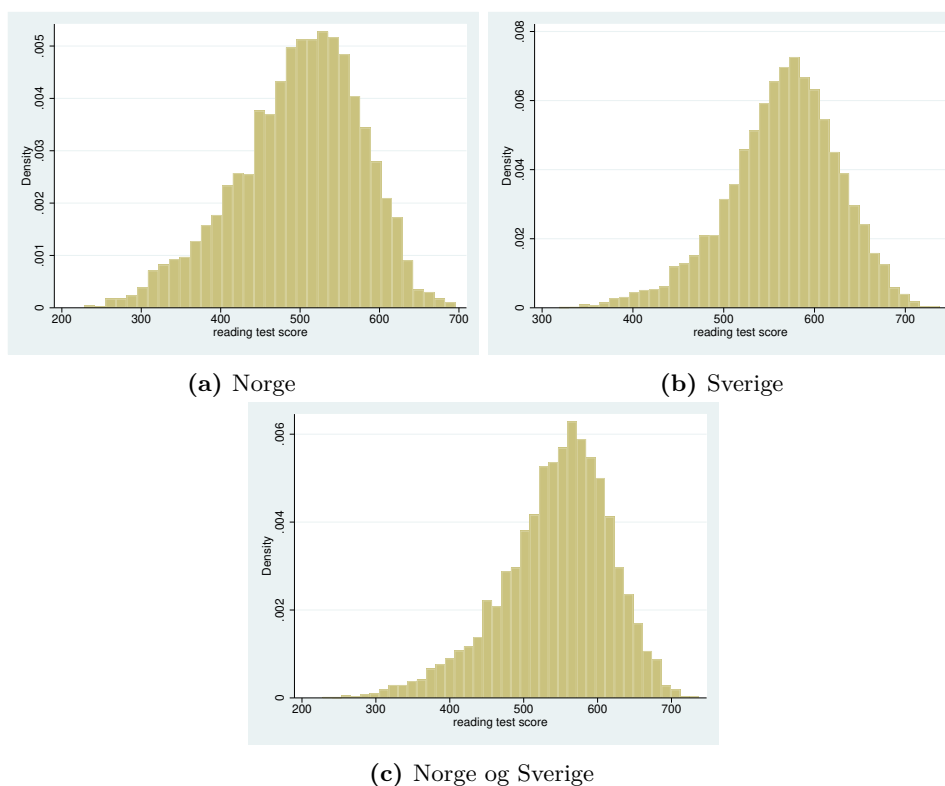 Density
0
.001
.002
.003
.004
.005
200 300 400 500 600 700
reading test score
(a) Norge
Density
0
.002
.004
.006
.008
300 400 500 600 700
reading test score
(b) Sverige
Density
0
.002
.004
.006
200 300 400 500 600 700
reading test score
(c) Norge og Sverige